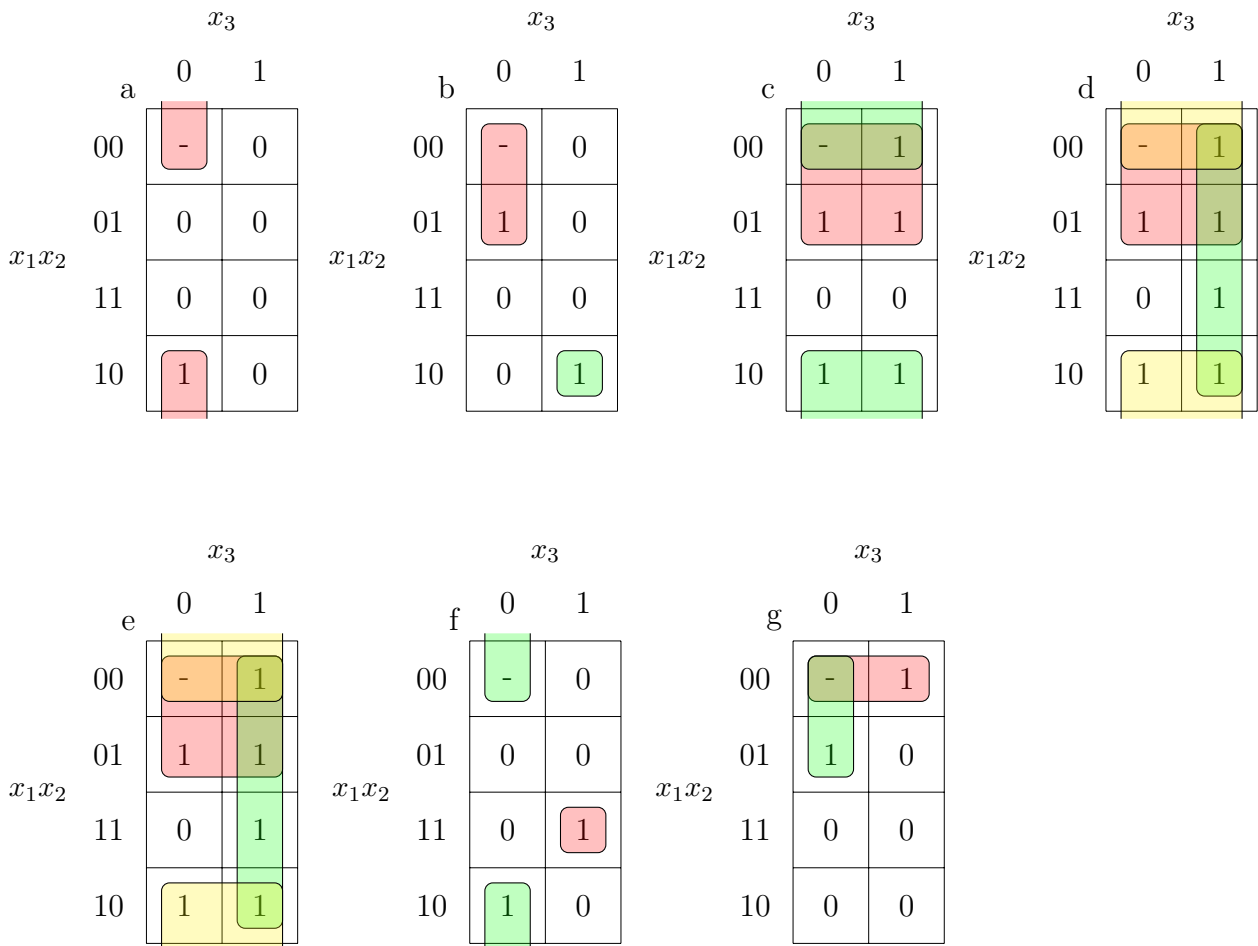 x₃ x₃ x₃ x₃
0 1 0 1 0 1 0 1
a b c d
00 - 0 00 - 0 00 - 1 00 - 1
01 0 0 01 1 0 01 1 1 01 1 1
x₁x₂ x₁x₂ x₁x₂ x₁x₂
11 0 0 11 0 0 11 0 0 11 0 1
10 1 0 10 0 1 10 1 1 10 1 1
x₃ x₃ x₃
0 1 0 1 0 1
e f g
00 - 1 00 - 0 00 - 1
01 1 1 01 0 0 01 1 0
x₁x₂ x₁x₂ x₁x₂
11 0 1 11 0 1 11 0 0
10 1 1 10 1 0 10 0 0